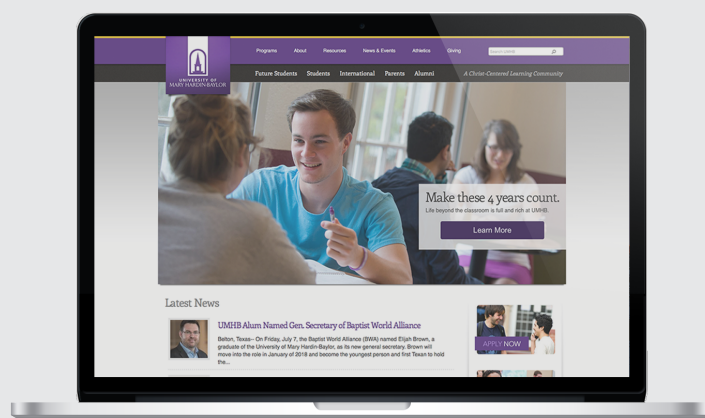 Programs About Resources News & Events Athletics Giving Search UMHB
UNIVERSITY OF
MARY HARDIN-BAYLOR
Future Students Students International Parents Alumni A Christ-Centered Learning Community
Make these 4 years count.
Life beyond the classroom is full and rich at UMHB.
Learn More
Latest News
UMHB Alum Named Gen. Secretary of Baptist World Alliance
Belton, Texas– On Friday, July 7, the Baptist World Alliance (BWA) named Elijah Brown, a
graduate of the University of Mary Hardin-Baylor, as its new general secretary. Brown will
move into the role in January of 2018 and become the youngest person and first Texan to hold
the...
APPLY NOW